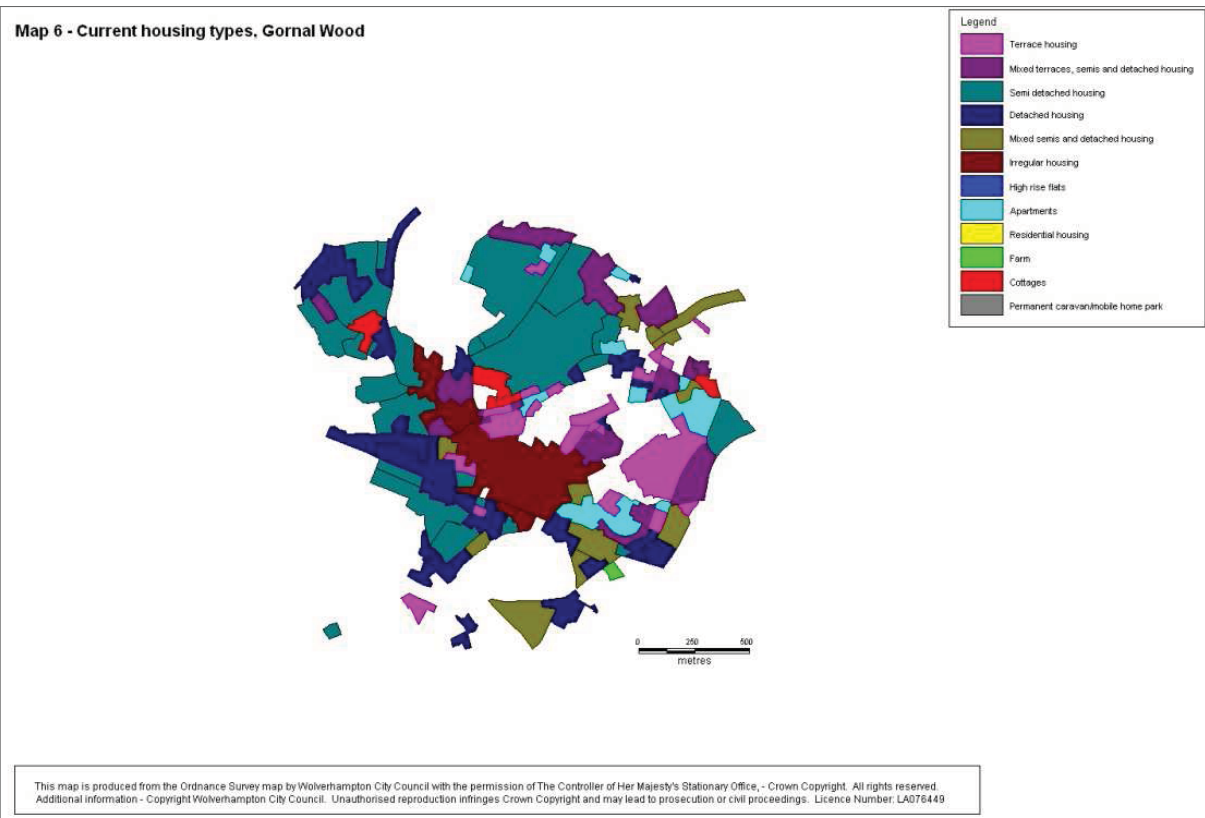 Map 6 - Current housing types, Gornal Wood
Legend
Terrace housing
Mixed terraces, semis and detached housing
Semi detached housing
Detached housing
Mixed semis and detached housing
Irregular housing
High rise flats
Apartments
Residential housing
Farm
Cottages
Permanent caravan/mobile home park
0 250 500
metres
This map is produced from the Ordnance Survey map by Wolverhampton City Council with the permission of The Controller of Her Majesty's Stationary Office, - Crown Copyright. All rights reserved.
Additional information - Copyright Wolverhampton City Council. Unauthorised reproduction infringes Crown Copyright and may lead to prosecution or civil proceedings. Licence Number: LA076449